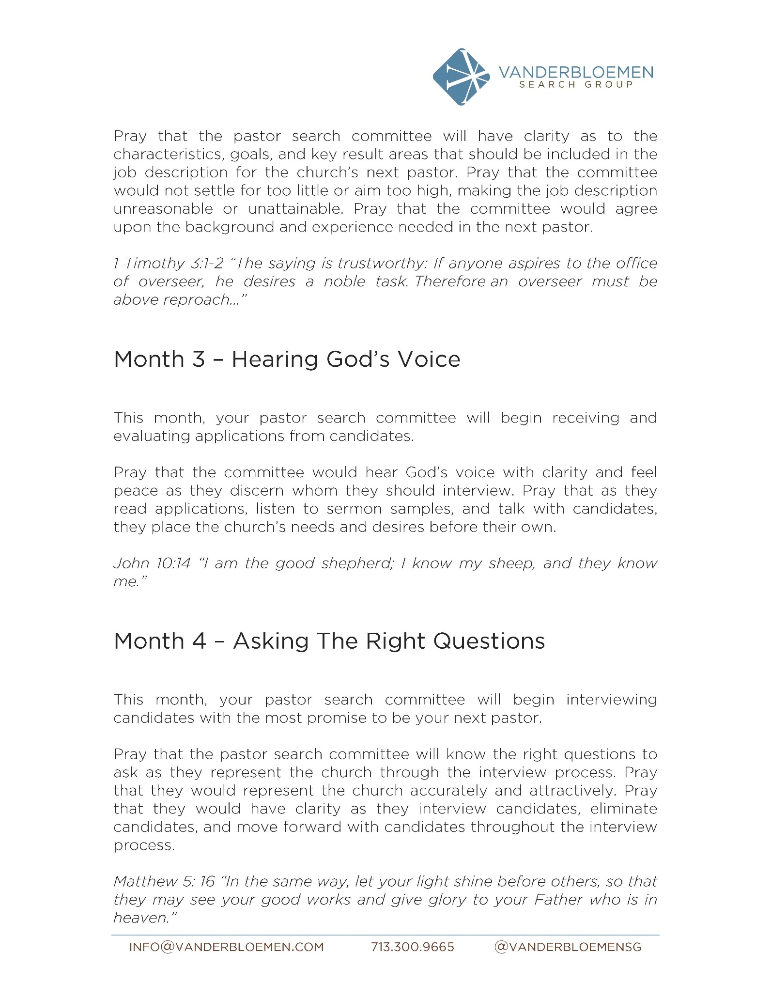 VANDERBLOEMEN
SEARCH GROUP
Pray that the pastor search committee will have clarity as to the
characteristics, goals, and key result areas that should be included in the
job description for the church’s next pastor. Pray that the committee
would not settle for too little or aim too high, making the job description
unreasonable or unattainable. Pray that the committee would agree
upon the background and experience needed in the next pastor.
1 Timothy 3:1-2 “The saying is trustworthy: If anyone aspires to the office
of overseer, he desires a noble task. Therefore an overseer must be
above reproach…”
Month 3 – Hearing God’s Voice
This month, your pastor search committee will begin receiving and
evaluating applications from candidates.
Pray that the committee would hear God’s voice with clarity and feel
peace as they discern whom they should interview. Pray that as they
read applications, listen to sermon samples, and talk with candidates,
they place the church’s needs and desires before their own.
John 10:14 “I am the good shepherd; I know my sheep, and they know
me.”
Month 4 – Asking The Right Questions
This month, your pastor search committee will begin interviewing
candidates with the most promise to be your next pastor.
Pray that the pastor search committee will know the right questions to
ask as they represent the church through the interview process. Pray
that they would represent the church accurately and attractively. Pray
that they would have clarity as they interview candidates, eliminate
candidates, and move forward with candidates throughout the interview
process.
Matthew 5: 16 “In the same way, let your light shine before others, so that
they may see your good works and give glory to your Father who is in
heaven.”
INFO@VANDERBLOEMEN.COM 713.300.9665 @VANDERBLOEMENSG